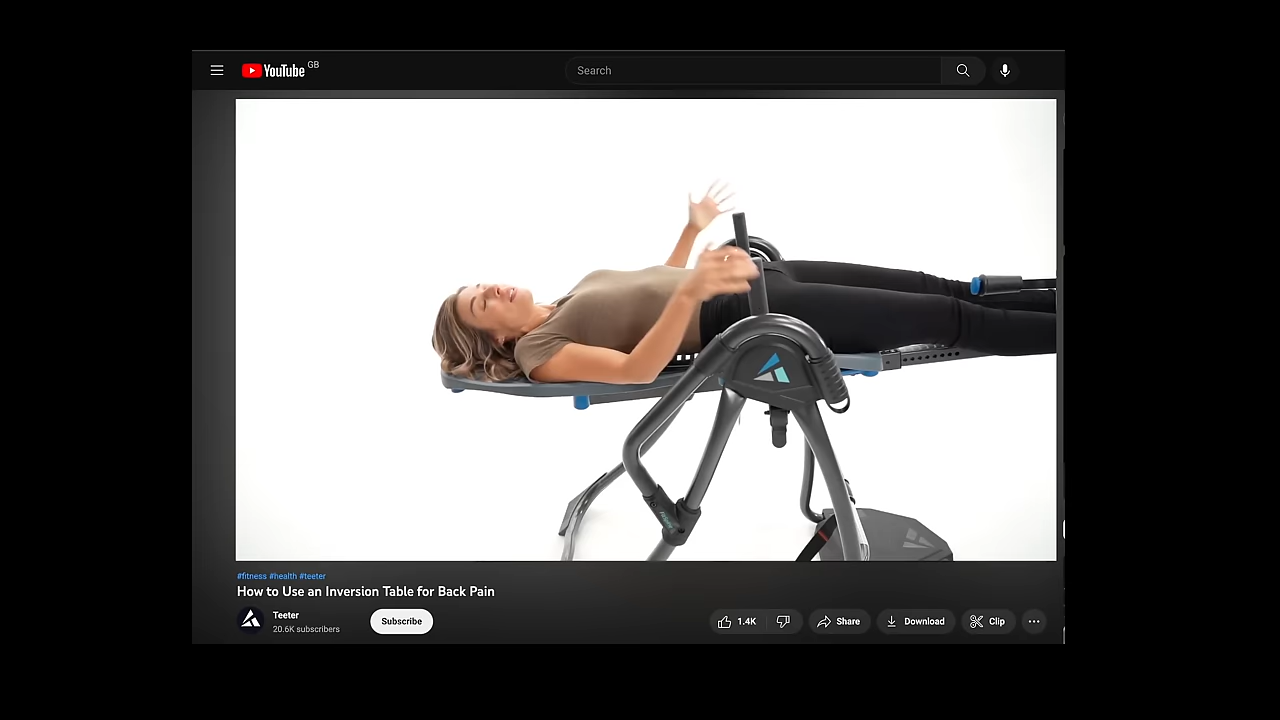 YouTube GB
Search
#fitness #health #teeter
How to Use an Inversion Table for Back Pain
Teeter
20.6K subscribers
Subscribe
1.4K
Share
Download
Clip